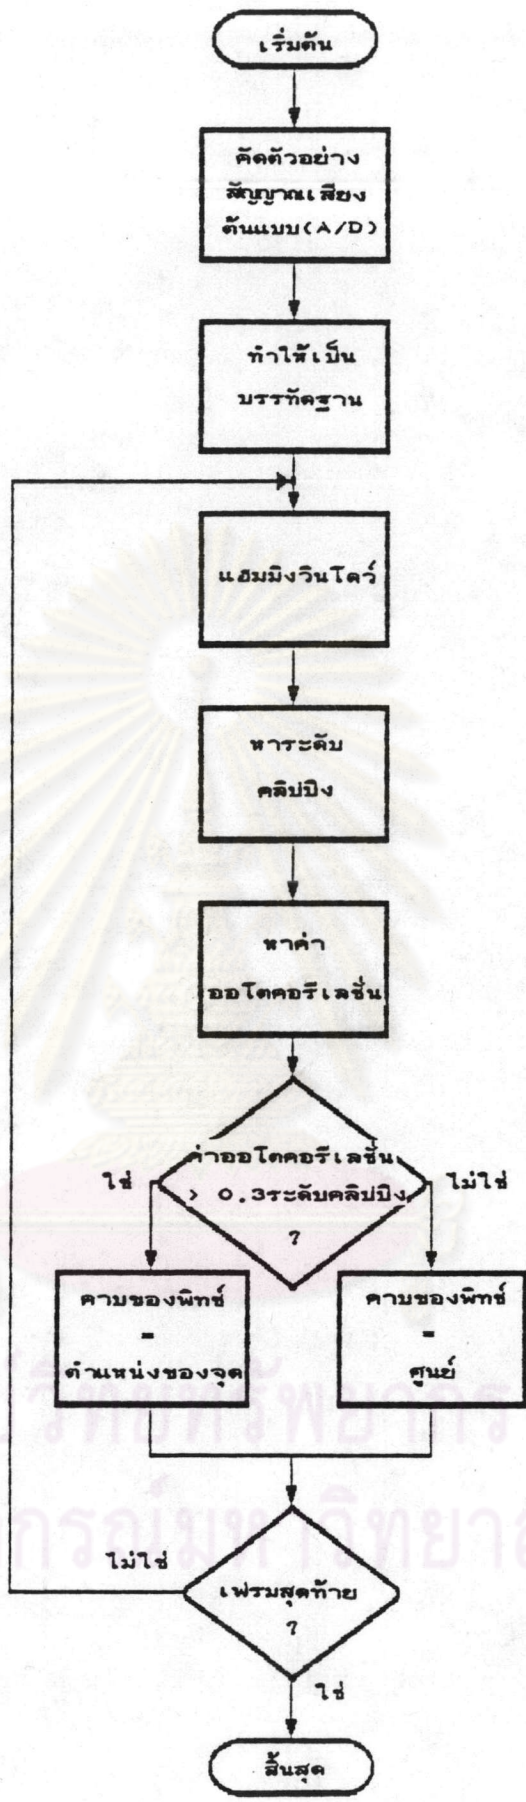 เริ่มต้น
คัดตัวอย่าง
สัญญาณเสียง
ต้นแบบ(A/D)
ทำให้เป็น
บรรทัดฐาน
แฮมมิงวินโดว์
หาระดับ
คลิปปิง
หาค่า
ออโตคอรีเลชั่น
ค่าออโตคอรีเลชั่น
> 0.3ระดับคลิปปิง
?
ใช่
ไม่ใช่
คาบของพิทช์
=
ตำแหน่งของจุด
คาบของพิทช์
=
ศูนย์
ไม่ใช่
เฟรมสุดท้าย
?
ใช่
สิ้นสุด